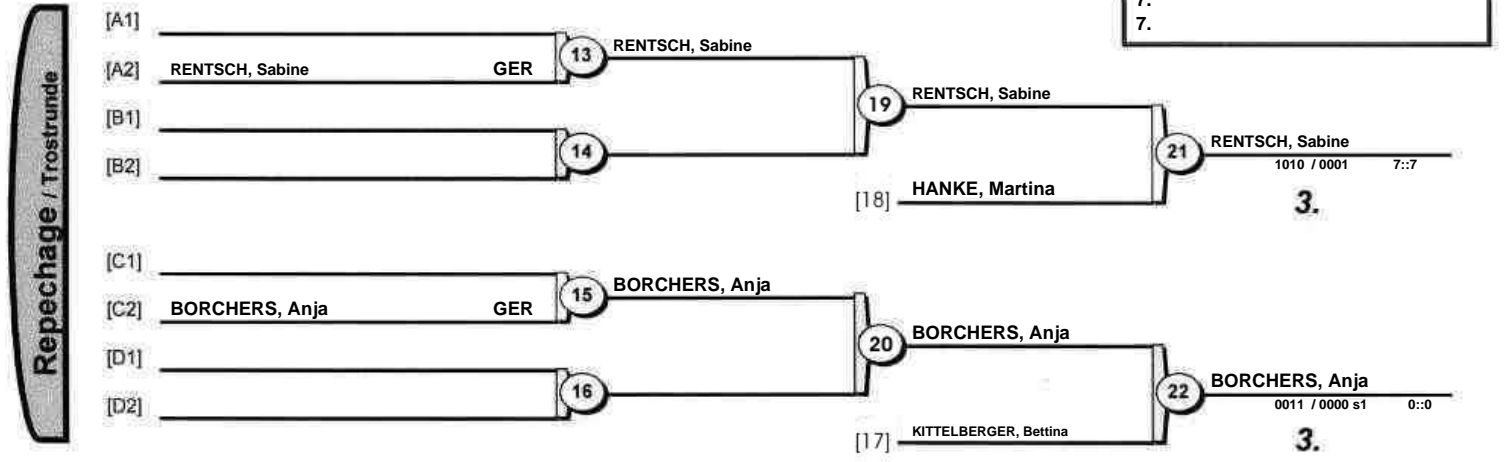 7.
7.
Repechage / Trostrunde
[A1]
[A2] RENTSCH, Sabine GER
13 RENTSCH, Sabine
[B1]
[B2]
14
19 RENTSCH, Sabine
[18] HANKE, Martina
21 RENTSCH, Sabine
1010 / 0001 7::7
3.
[C1]
[C2] BORCHERS, Anja GER
15 BORCHERS, Anja
[D1]
[D2]
16
20 BORCHERS, Anja
[17] KITTELBERGER, Bettina
22 BORCHERS, Anja
0011 / 0000 s1 0::0
3.